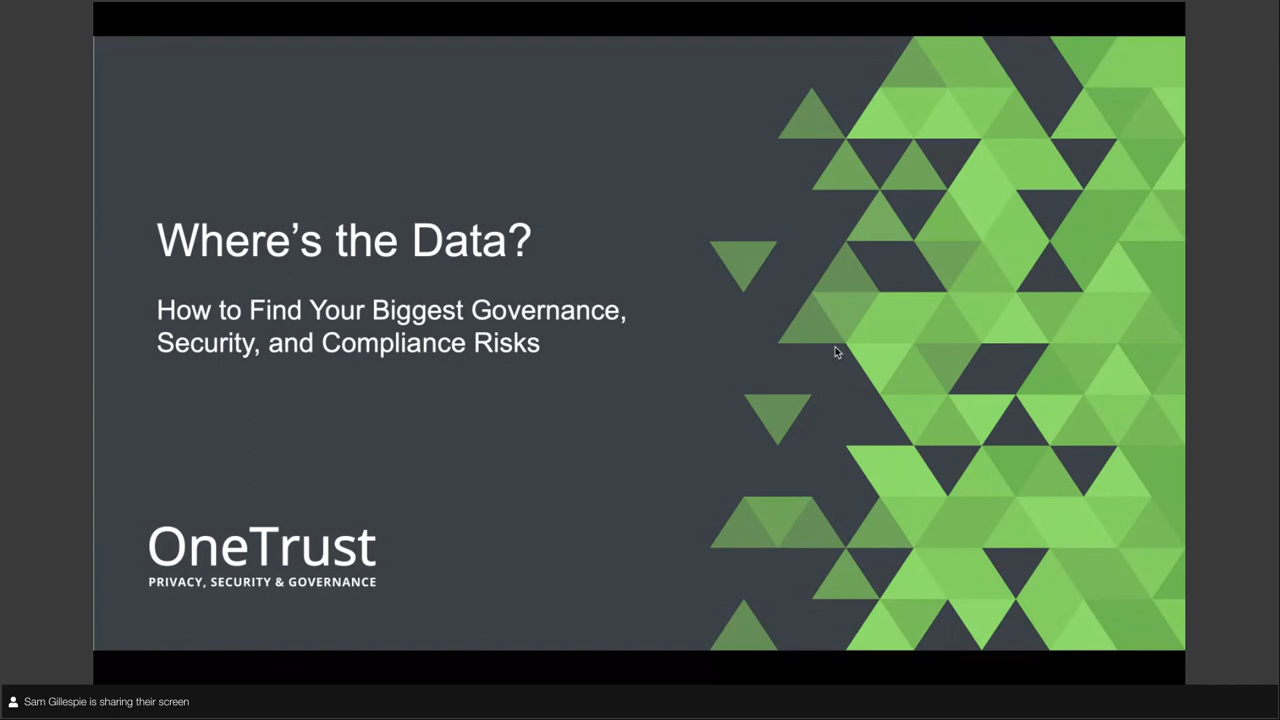 Where's the Data?
How to Find Your Biggest Governance,
Security, and Compliance Risks
OneTrust
PRIVACY, SECURITY & GOVERNANCE
Sam Gillespie is sharing their screen